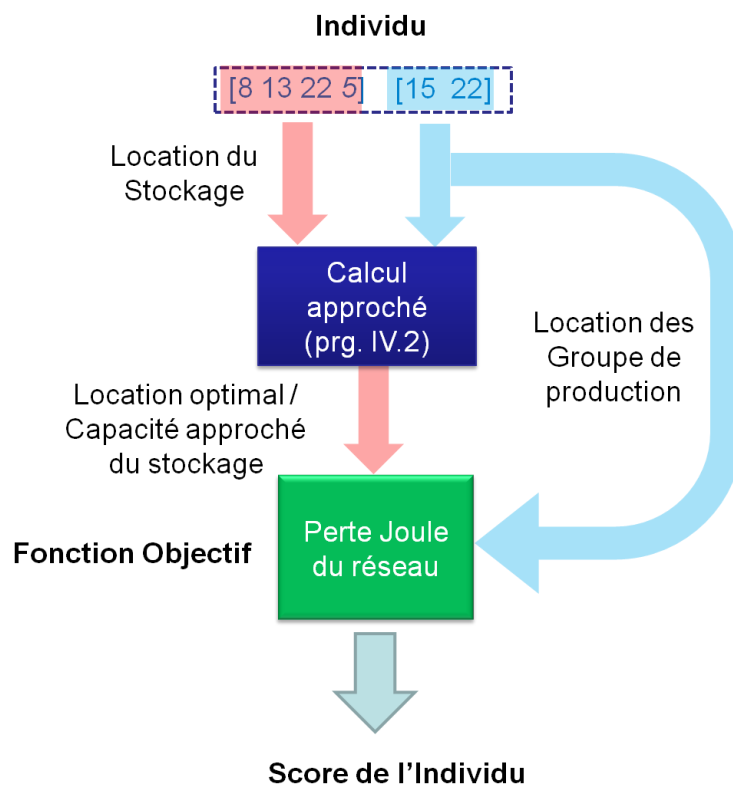 Individu
[8 13 22 5] [15 22]
Location du
Stockage
Calcul
approché
(prg. IV.2)
Location des
Groupe de
production
Location optimal /
Capacité approché
du stockage
Fonction Objectif
Perte Joule
du réseau
Score de l'Individu